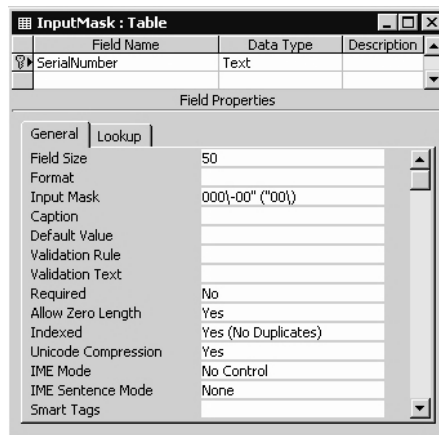 InputMask : Table
Field Name Data Type Description
SerialNumber Text
Field Properties
General Lookup
Field Size 50
Format
Input Mask 000\-00" ("00\)
Caption
Default Value
Validation Rule
Validation Text
Required No
Allow Zero Length Yes
Indexed Yes (No Duplicates)
Unicode Compression Yes
IME Mode No Control
IME Sentence Mode None
Smart Tags